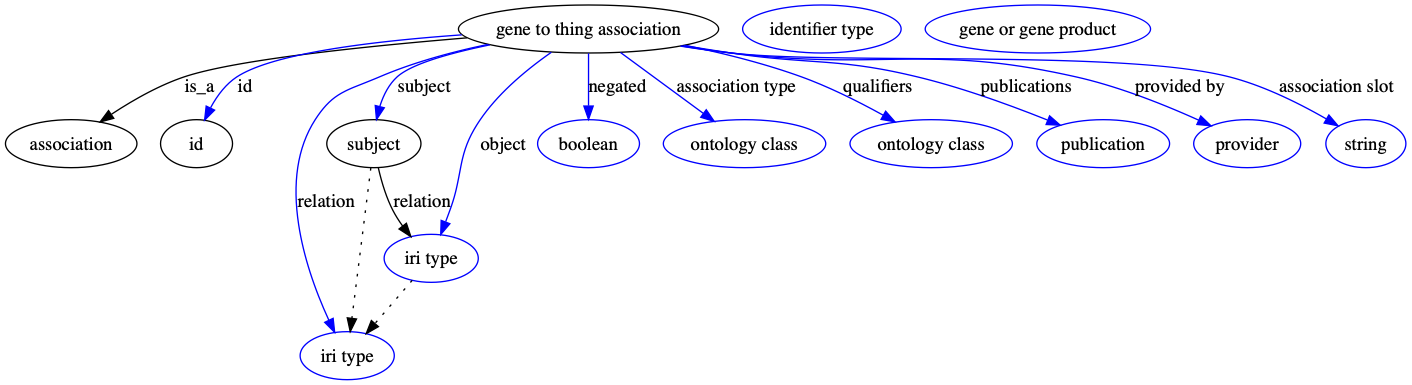 gene to thing association
identifier type
gene or gene product
is_a
id
subject
negated
association type
qualifiers
publications
provided by
association slot
association
id
subject
object
boolean
ontology class
ontology class
publication
provider
string
relation
relation
iri type
iri type